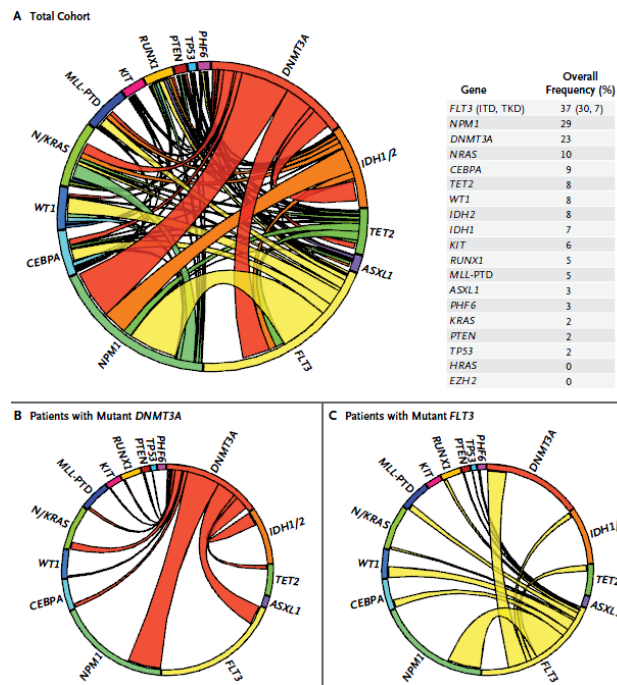 A Total Cohort
PHF6
TP53
PTEN
RUNX1
KIT
MLL-PTD
N/KRAS
WT1
CEBPA
NPM1
FLT3
ASXL1
TET2
IDH1/2
DNMT3A
Gene Overall Frequency (%)
FLT3 (ITD, TKD) 37 (30, 7)
NPM1 29
DNMT3A 23
NRAS 10
CEBPA 9
TET2 8
WT1 8
IDH2 8
IDH1 7
KIT 6
RUNX1 5
MLL-PTD 5
ASXL1 3
PHF6 3
KRAS 2
PTEN 2
TP53 2
HRAS 0
EZH2 0
B Patients with Mutant DNMT3A
PHF6
TP53
PTEN
RUNX1
KIT
MLL-PTD
N/KRAS
WT1
CEBPA
NPM1
FLT3
ASXL1
TET2
IDH1/2
DNMT3A
C Patients with Mutant FLT3
PHF6
TP53
PTEN
RUNX1
KIT
MLL-PTD
N/KRAS
WT1
CEBPA
NPM1
FLT3
ASXL1
TET2
IDH1/2
DNMT3A